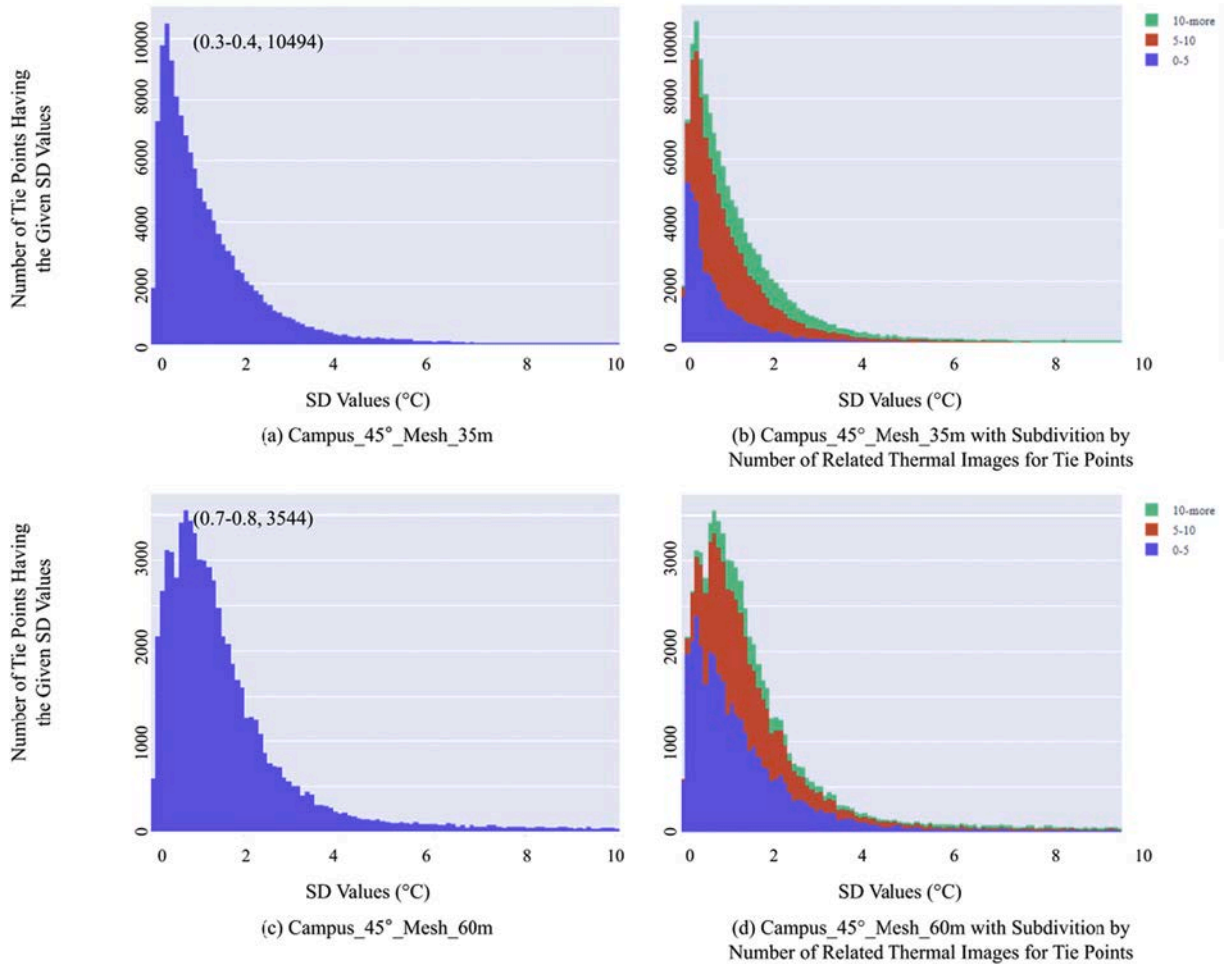 Number of Tie Points Having
the Given SD Values
10000
8000
6000
4000
2000
0
(0.3-0.4, 10494)
0 2 4 6 8 10
SD Values (°C)
(a) Campus_45°_Mesh_35m
10000
8000
6000
4000
2000
0
10-more
5-10
0-5
0 2 4 6 8 10
SD Values (°C)
(b) Campus_45°_Mesh_35m with Subdivition by
Number of Related Thermal Images for Tie Points
Number of Tie Points Having
the Given SD Values
3000
2000
1000
0
(0.7-0.8, 3544)
0 2 4 6 8 10
SD Values (°C)
(c) Campus_45°_Mesh_60m
3000
2000
1000
0
10-more
5-10
0-5
0 2 4 6 8 10
SD Values (°C)
(d) Campus_45°_Mesh_60m with Subdivition by
Number of Related Thermal Images for Tie Points